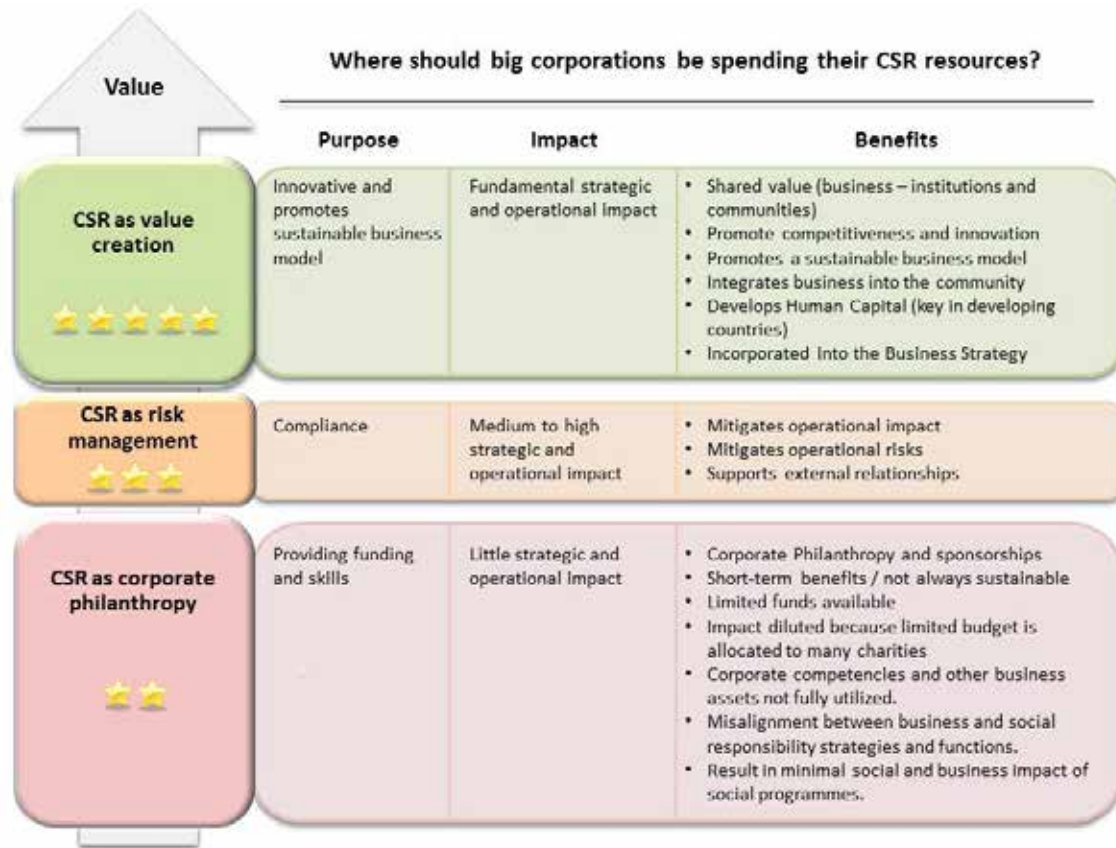 Value
Where should big corporations be spending their CSR resources?
Purpose
Impact
Benefits
CSR as value
creation
Innovative and
promotes
sustainable business
model
Fundamental strategic
and operational impact
• Shared value (business – institutions and
communities)
• Promote competitiveness and innovation
• Promotes a sustainable business model
• Integrates business into the community
• Develops Human Capital (key in developing
countries)
• Incorporated into the Business Strategy
CSR as risk
management
Compliance
Medium to high
strategic and
operational impact
• Mitigates operational impact
• Mitigates operational risks
• Supports external relationships
CSR as corporate
philanthropy
Providing funding
and skills
Little strategic and
operational impact
• Corporate Philanthropy and sponsorships
• Short-term benefits / not always sustainable
• Limited funds available
• Impact diluted because limited budget is
allocated to many charities
• Corporate competencies and other business
assets not fully utilized.
• Misalignment between business and social
responsibility strategies and functions.
• Result in minimal social and business impact of
social programmes.